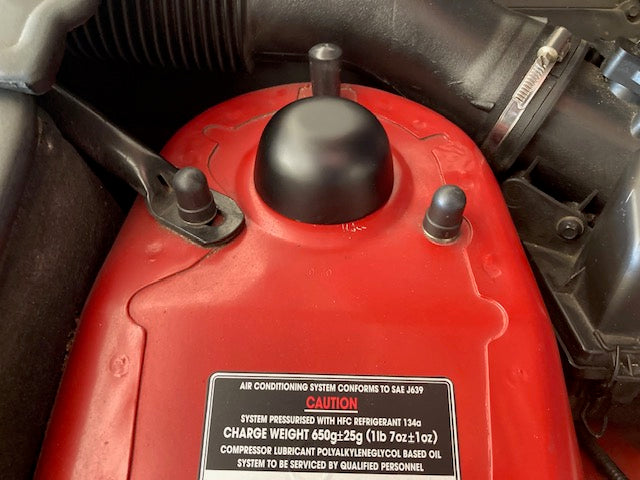 AIR CONDITIONING SYSTEM CONFORMS TO SAE J639
CAUTION
SYSTEM PRESSURISED WITH HFC REFRIGERANT 134a
CHARGE WEIGHT 650g±25g (1lb 7oz±1oz)
COMPRESSOR LUBRICANT POLYALKYLENEGLYCOL BASED OIL
SYSTEM TO BE SERVICED BY QUALIFIED PERSONNEL